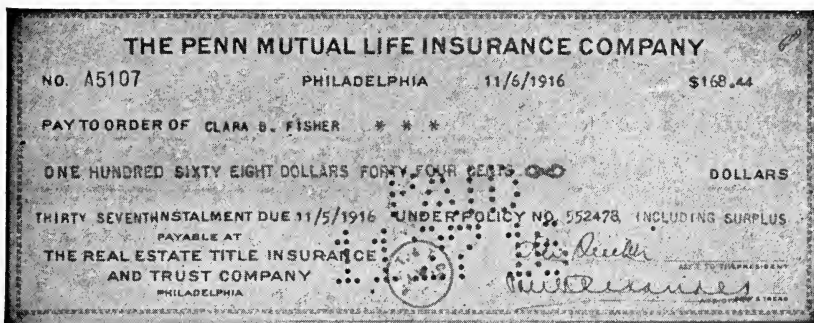 THE PENN MUTUAL LIFE INSURANCE COMPANY
NO. A5107 PHILADELPHIA 11/6/1916 $168.44
PAY TO ORDER OF CLARA B. FISHER * * *
ONE HUNDRED SIXTY EIGHT DOLLARS FORTY FOUR CENTS DOLLARS
THIRTY SEVENTH INSTALMENT DUE 11/5/1916 UNDER POLICY NO. 552478, INCLUDING SURPLUS
PAYABLE AT
THE REAL ESTATE TITLE INSURANCE
AND TRUST COMPANY
PHILADELPHIA